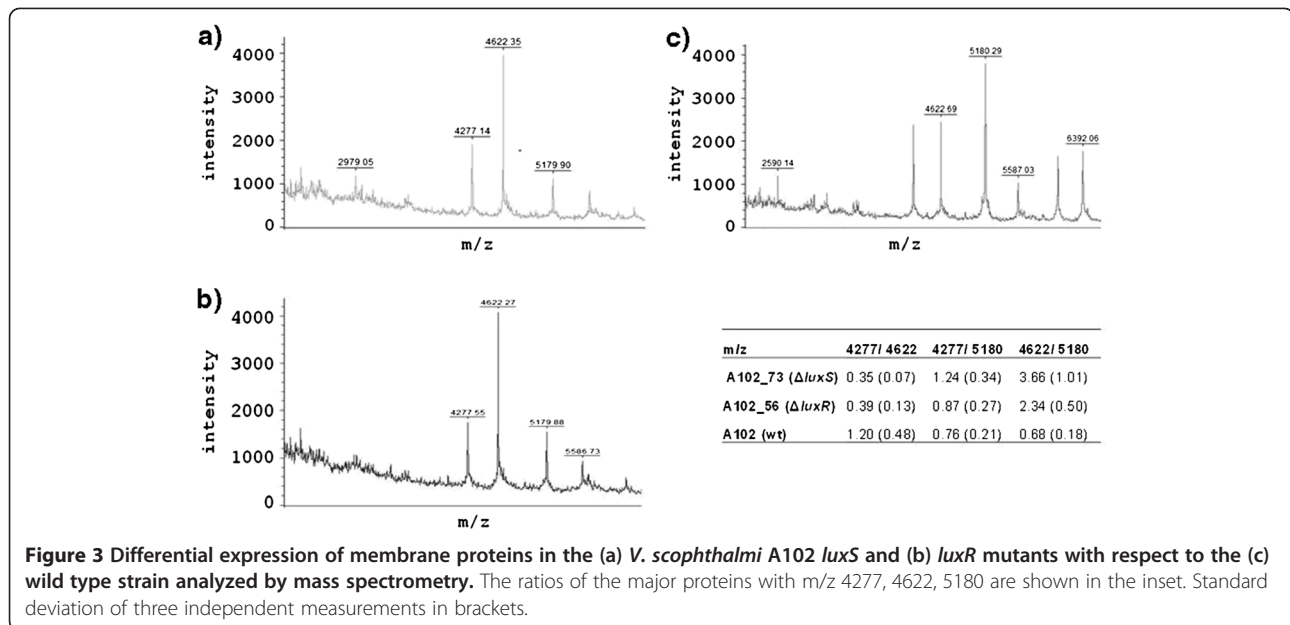 a)
4000
3000
2000
1000
0
intensity
2979.05
4277.14
4622.35
5179.90
m/z
c)
4000
3000
2000
1000
0
intensity
2590.14
4622.69
5180.29
5587.03
6392.06
m/z
b)
4000
3000
2000
1000
0
intensity
4277.55
4622.27
5179.88
5586.73
m/z
m/z 4277/ 4622 4277/ 5180 4622/ 5180
A102_73 (ΔluxS) 0.35 (0.07) 1.24 (0.34) 3.66 (1.01)
A102_56 (ΔluxR) 0.39 (0.13) 0.87 (0.27) 2.34 (0.50)
A102 (wt) 1.20 (0.48) 0.76 (0.21) 0.68 (0.18)
Figure 3 Differential expression of membrane proteins in the (a) V. scophthalmi A102 luxS and (b) luxR mutants with respect to the (c)
wild type strain analyzed by mass spectrometry. The ratios of the major proteins with m/z 4277, 4622, 5180 are shown in the inset. Standard
deviation of three independent measurements in brackets.